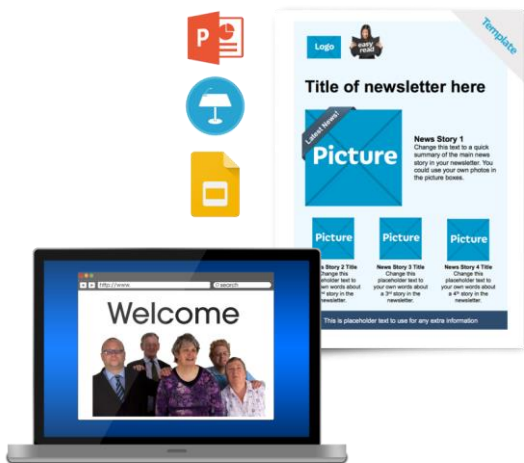 P
Template
Logo
easy
read
Title of newsletter here
Latest News!
Picture
News Story 1
Change this text to a quick
summary of the main news
story in your newsletter. You
could use your own photos in
the picture boxes.
Picture
Picture
Picture
s Story 2 Title
Change this
placeholder text to
own words about
story in the
newsletter.
News Story 3 Title
Change this
placeholder text to
your own words about
a 3rd story in the
newsletter.
News Story 4 Title
Change this
placeholder text to
your own words about
a 4th story in the
newsletter.
This is placeholder text to use for any extra information
http://www
search
Welcome